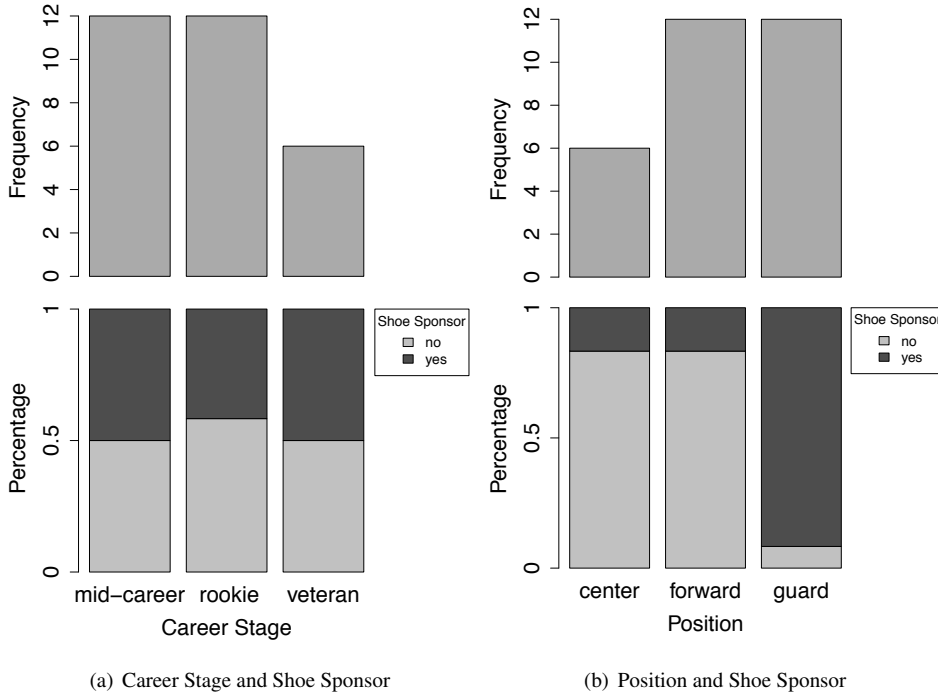 Frequency
12
10
8
6
4
2
0
Percentage
1
0.5
0
Shoe Sponsor
no
yes
mid−career rookie veteran
Career Stage
(a) Career Stage and Shoe Sponsor
Frequency
12
10
8
6
4
2
0
Percentage
1
0.5
0
Shoe Sponsor
no
yes
center forward guard
Position
(b) Position and Shoe Sponsor